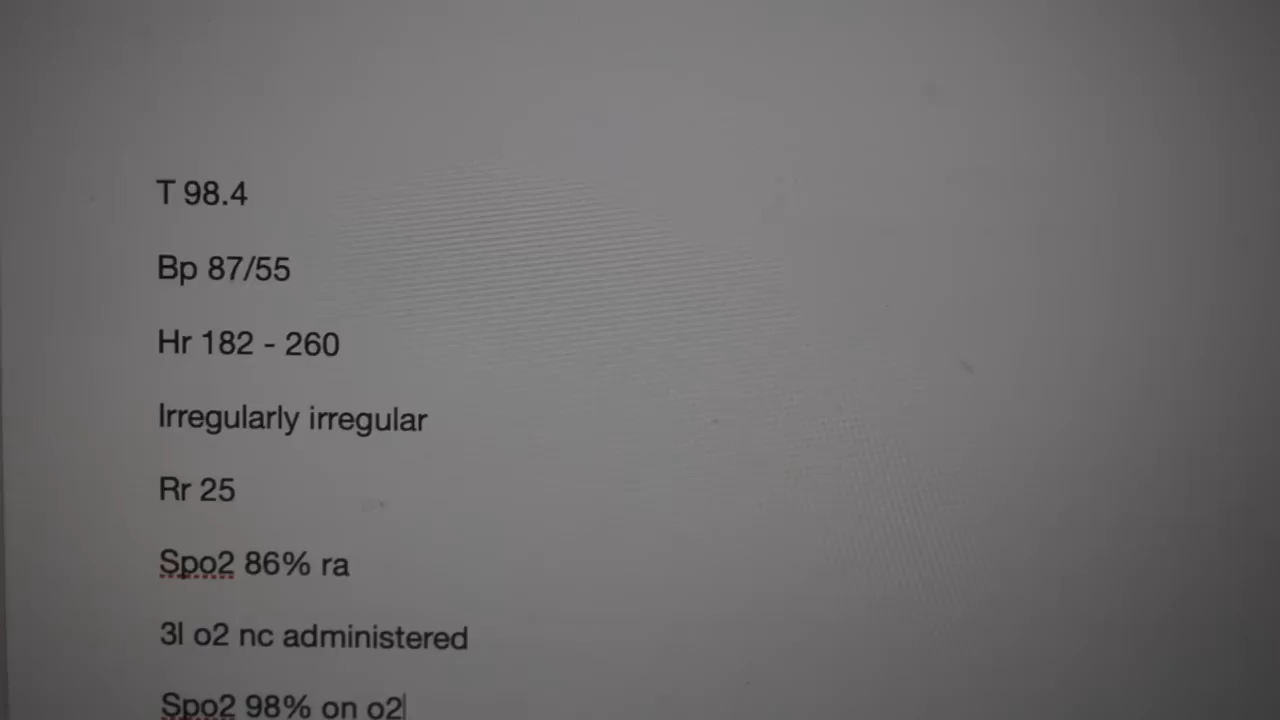 T 98.4
Bp 87/55
Hr 182 - 260
Irregularly irregular
Rr 25
Spo2 86% ra
3l o2 nc administered
Spo2 98% on o2